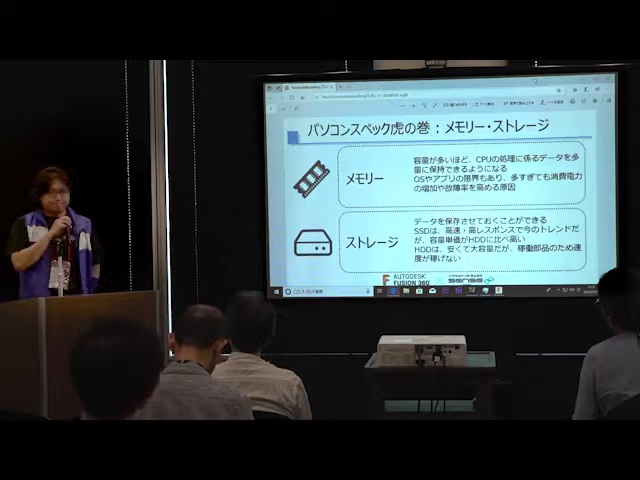 パソコンスペック虎の巻：メモリー・ストレージ
メモリー
容量が多いほど、CPUの処理に係るデータを多
量に保持できるようになる
OSやアプリの限界もあり、多すぎても消費電力
の増加や故障率を高める原因
ストレージ
データを保存させておくことができる
SSDは、高速・高レスポンスで今のトレンドだ
が、容量単価がHDDに比べ高い
HDDは、安くて大容量だが、稼働部品のため速
度が稼げない
AUTODESK
FUSION 360